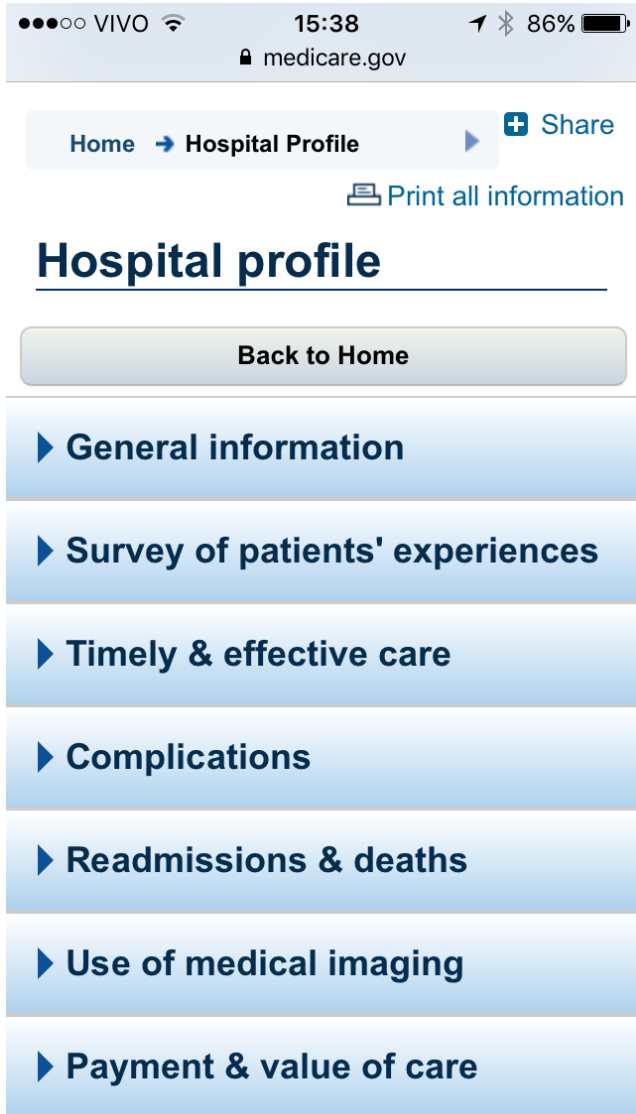 VIVO 15:38 86%
medicare.gov
Home Hospital Profile
Share
Print all information
Hospital profile
Back to Home
General information
Survey of patients' experiences
Timely & effective care
Complications
Readmissions & deaths
Use of medical imaging
Payment & value of care